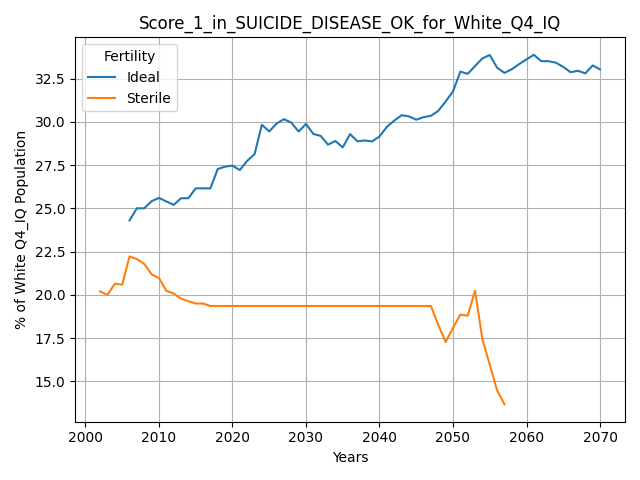 Score_1_in_SUICIDE_DISEASE_OK_for_White_Q4_IQ
Fertility
Ideal
Sterile
% of White Q4_IQ Population
32.5
30.0
27.5
25.0
22.5
20.0
17.5
15.0
2000 2010 2020 2030 2040 2050 2060 2070
Years